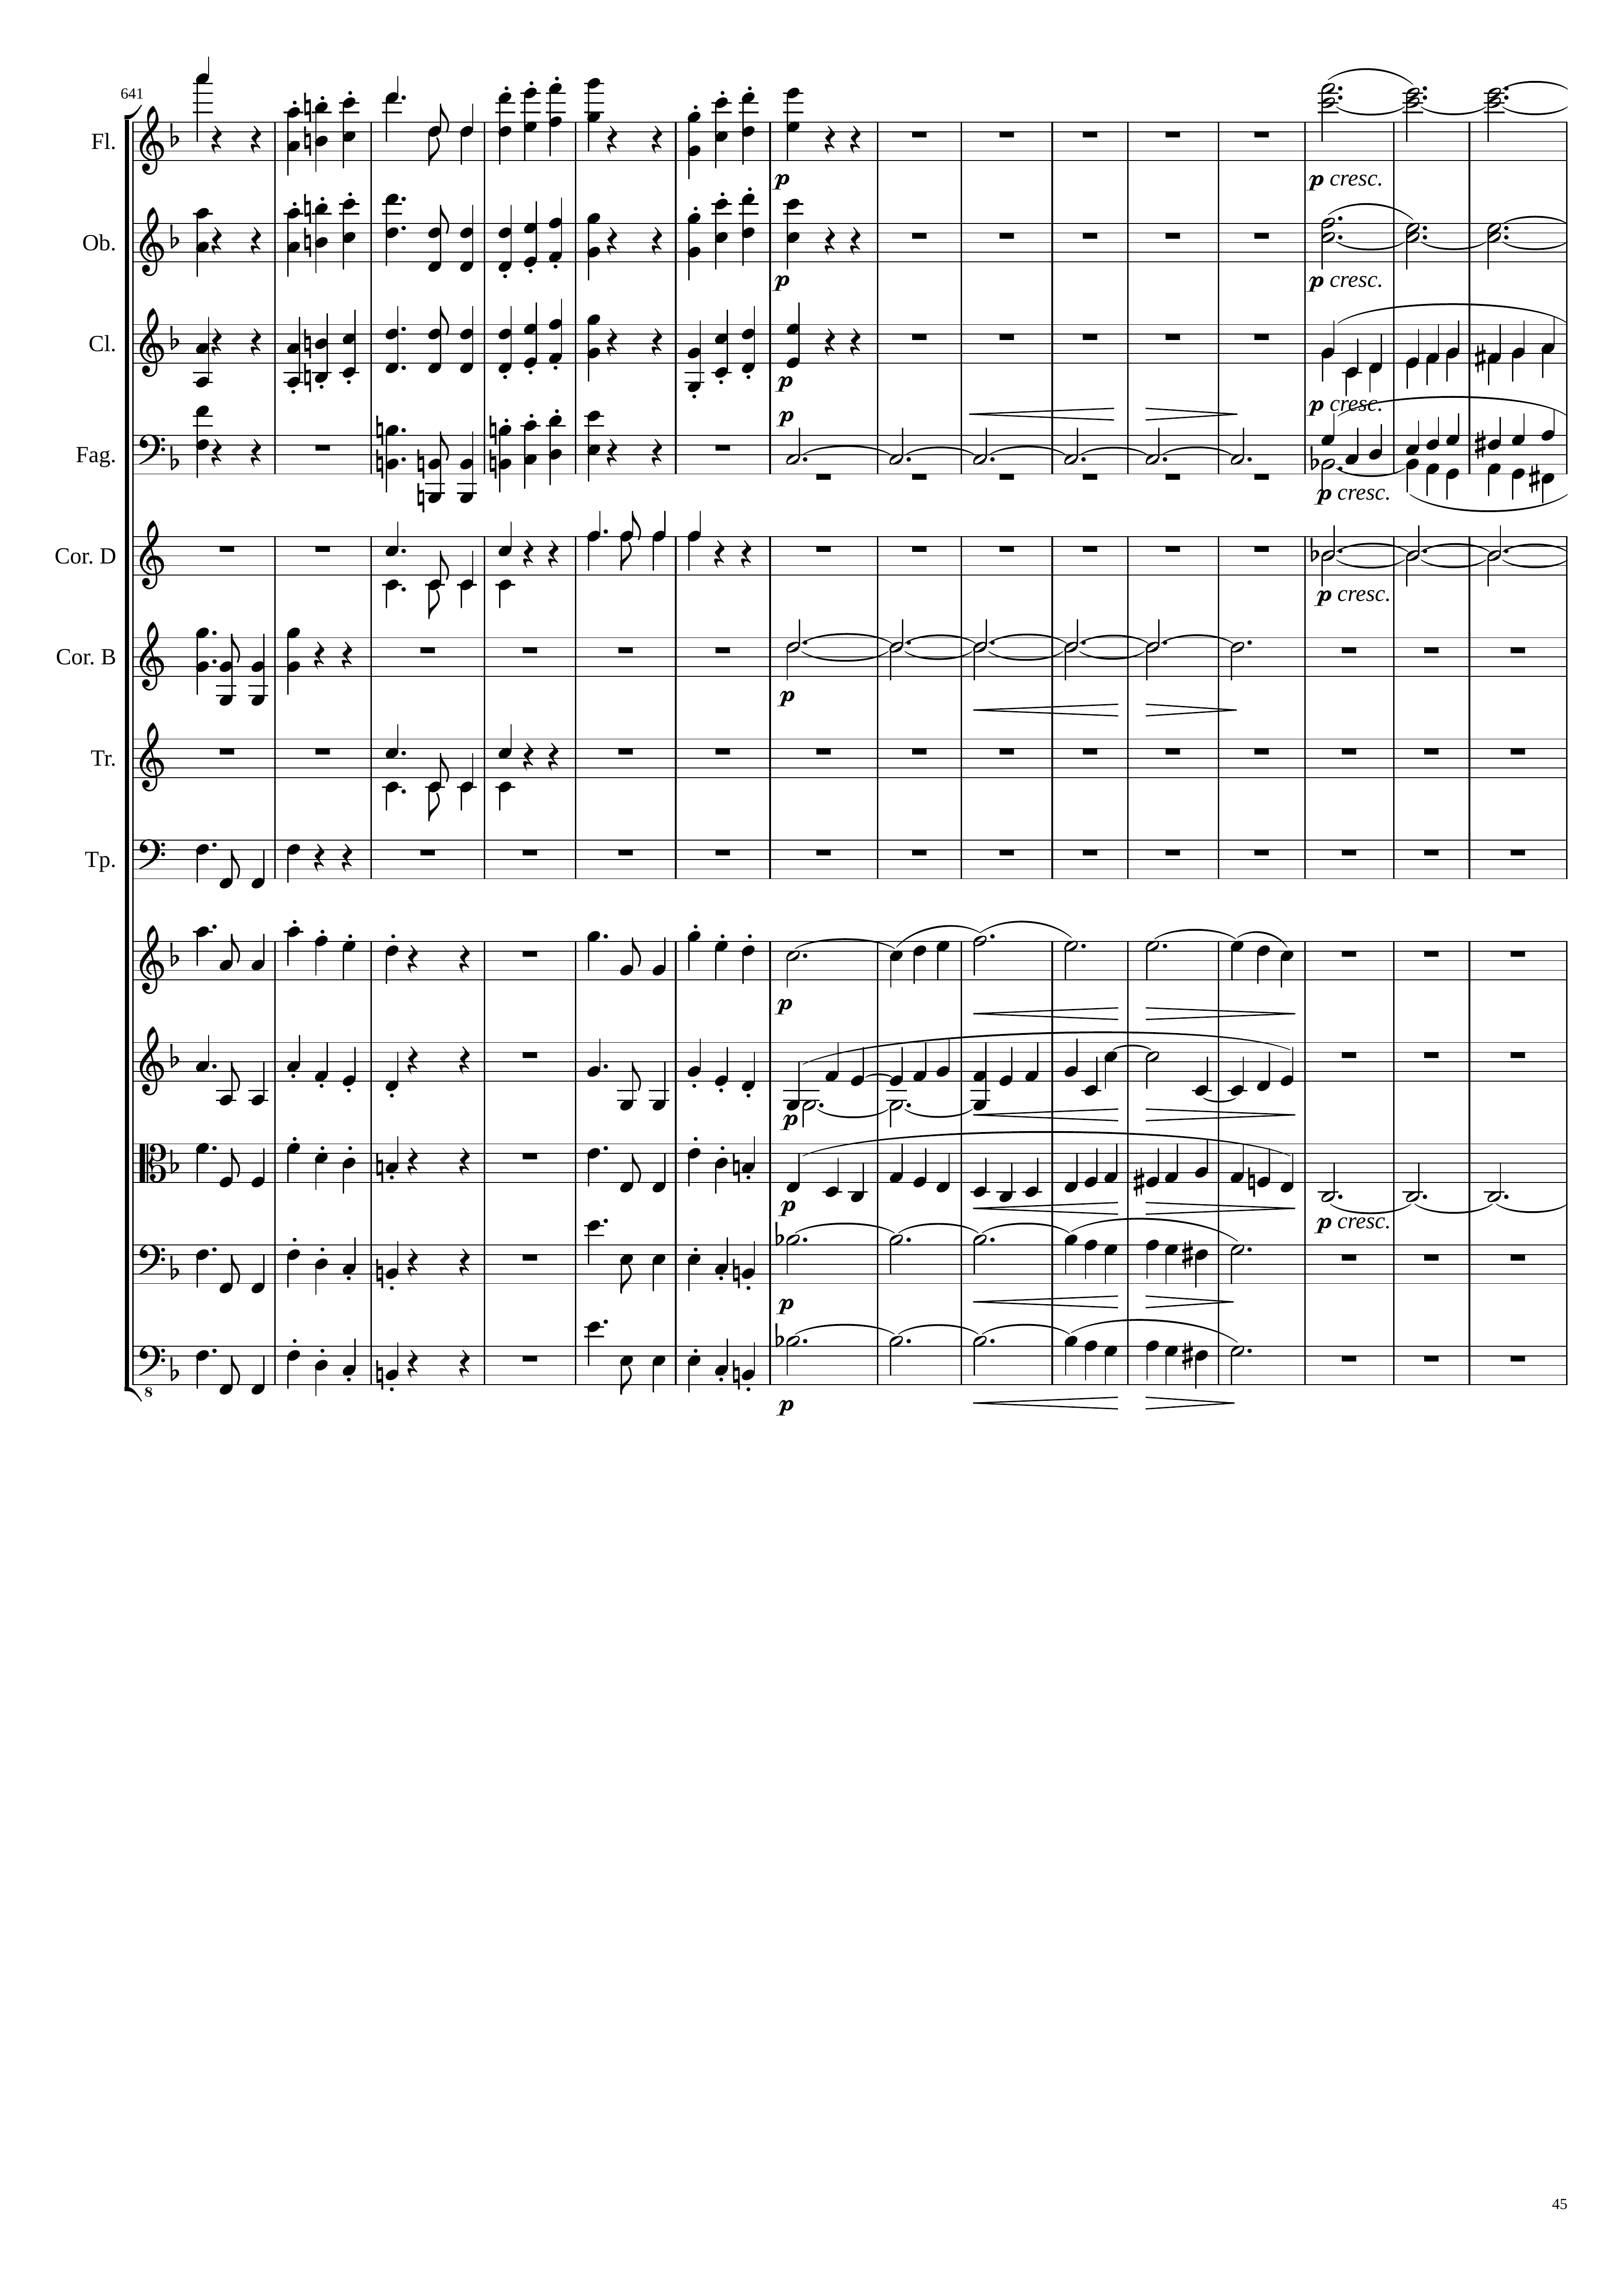 641
Fl.
p
p cresc.
Ob.
p
p cresc.
Cl.
p
p cresc.
p
Fag.
p cresc.
Cor. D
p cresc.
Cor. B
p
Tr.
Tp.
p
p
p
p cresc.
p
8
p
45